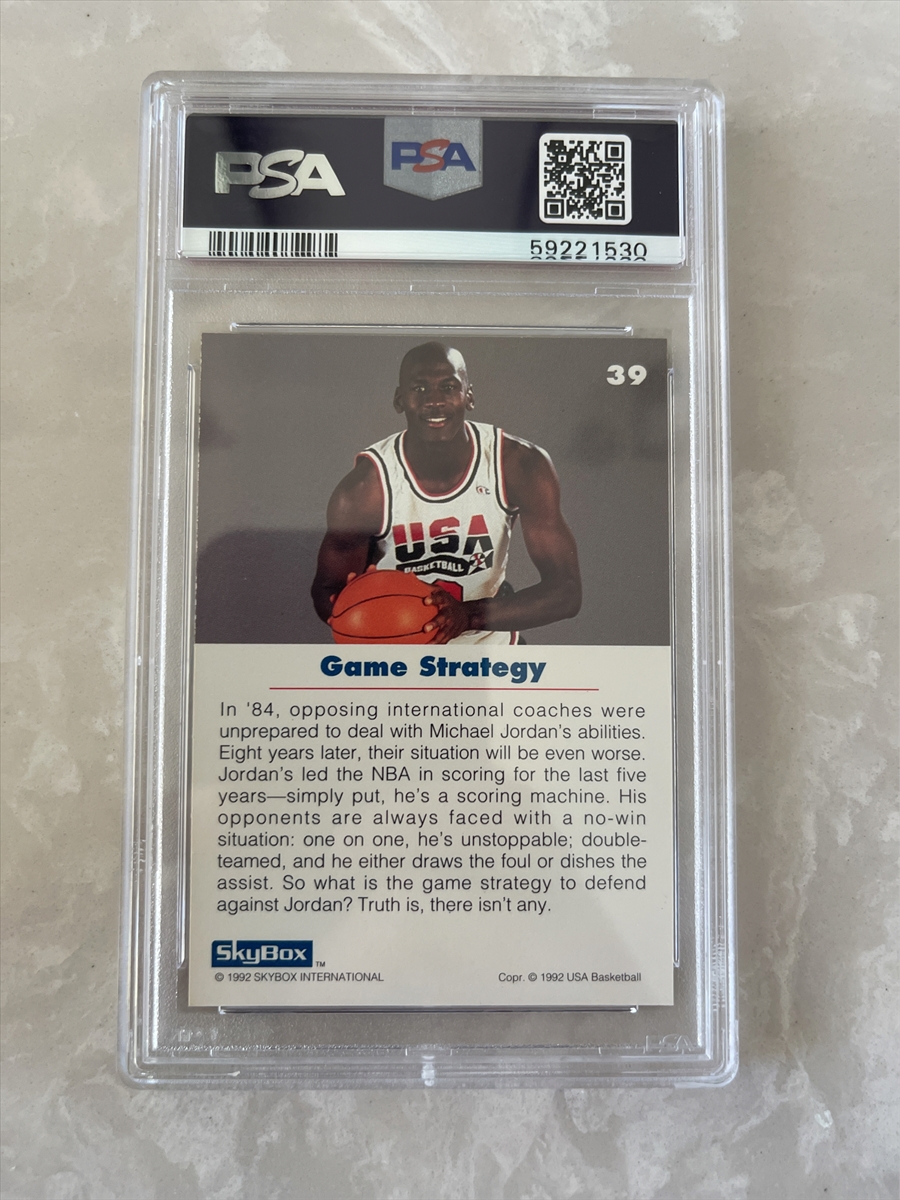 PSA
PSA
59221530
39
USA
BASKETBALL
Game Strategy
In '84, opposing international coaches were
unprepared to deal with Michael Jordan's abilities.
Eight years later, their situation will be even worse.
Jordan's led the NBA in scoring for the last five
years—simply put, he's a scoring machine. His
opponents are always faced with a no-win
situation: one on one, he's unstoppable; double-
teamed, and he either draws the foul or dishes the
assist. So what is the game strategy to defend
against Jordan? Truth is, there isn't any.
SkyBox TM
© 1992 SKYBOX INTERNATIONAL
Copr. © 1992 USA Basketball
PSA